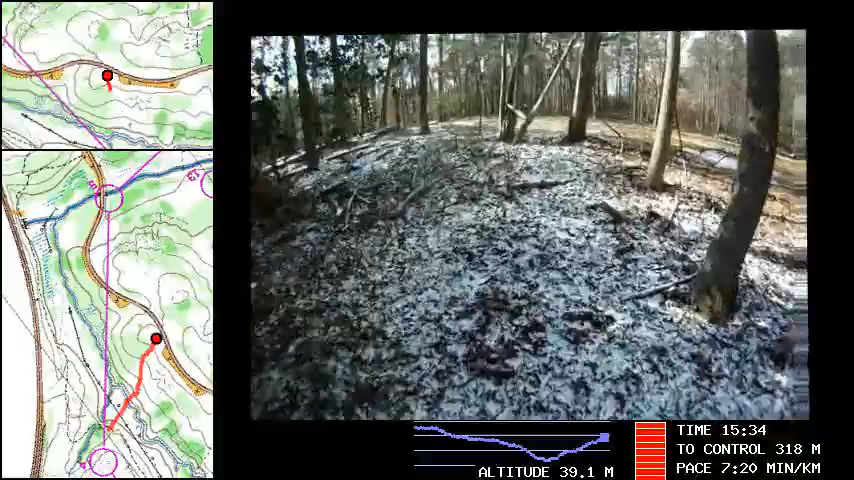 ALTITUDE 39.1 M
TIME 15:34
TO CONTROL 318 M
PACE 7:20 MIN/KM